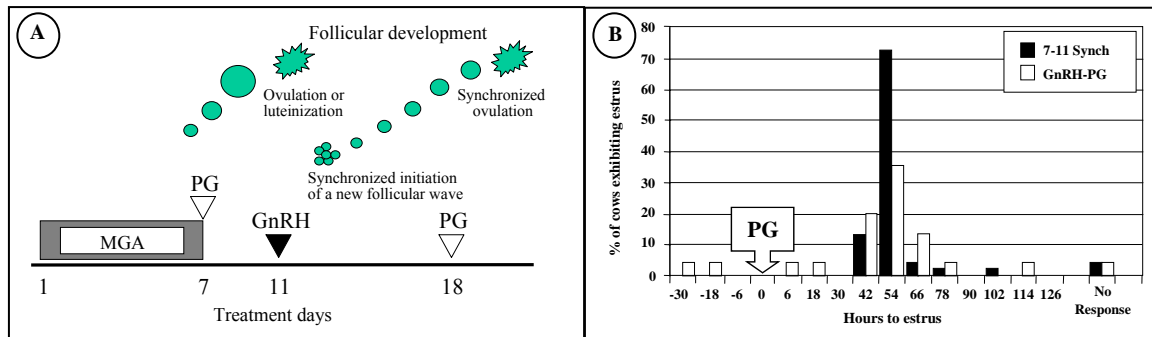 A
Follicular development
Ovulation or
luteinization
Synchronized
ovulation
Synchronized initiation
of a new follicular wave
PG
GnRH
PG
MGA
1 7 11 18
Treatment days
B
% of cows exhibiting estrus
80
70
60
50
40
30
20
10
0
7-11 Synch
GnRH-PG
PG
-30 -18 -6 0 6 18 30 42 54 66 78 90 102 114 126 No
Response
Hours to estrus